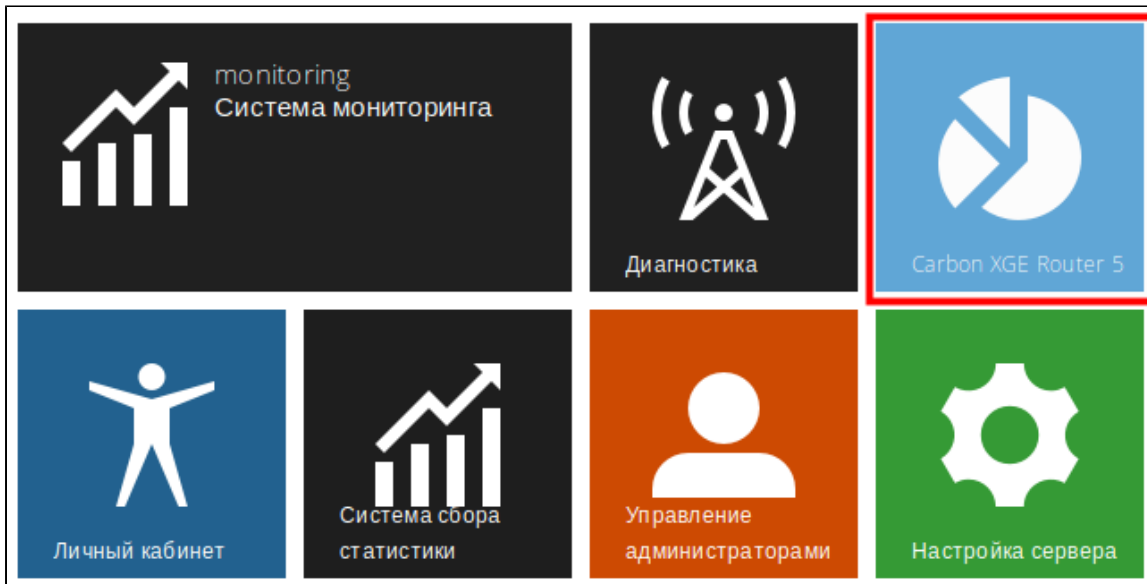 monitoring
Система мониторинга
Диагностика
Carbon XGE Router 5
Личный кабинет
Система сбора
статистики
Управление
администраторами
Настройка сервера